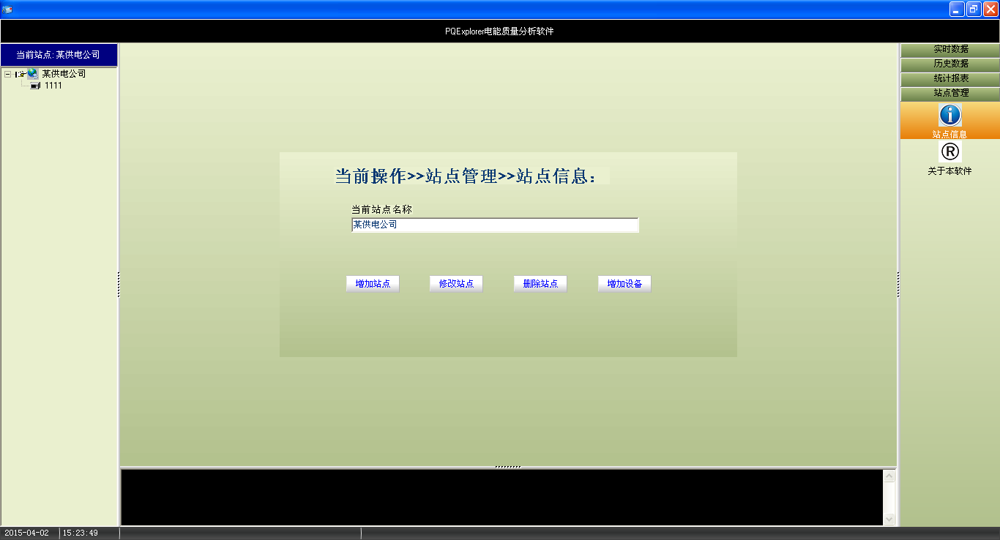 PQExplorer电能质量分析软件
当前站点:某供电公司
某供电公司
1111
当前操作>>站点管理>>站点信息：
当前站点名称
某供电公司
增加站点
修改站点
删除站点
增加设备
实时数据
历史数据
统计报表
站点管理
站点信息
®
关于本软件
2015-04-02
15:23:49